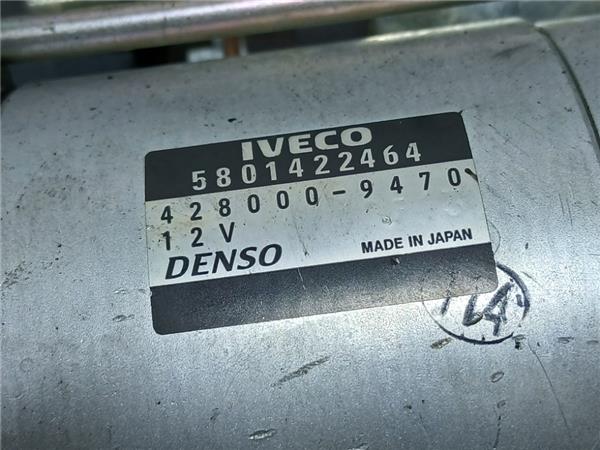 IVECO
5801422464
428000-9470
12V
DENSO
MADE IN JAPAN